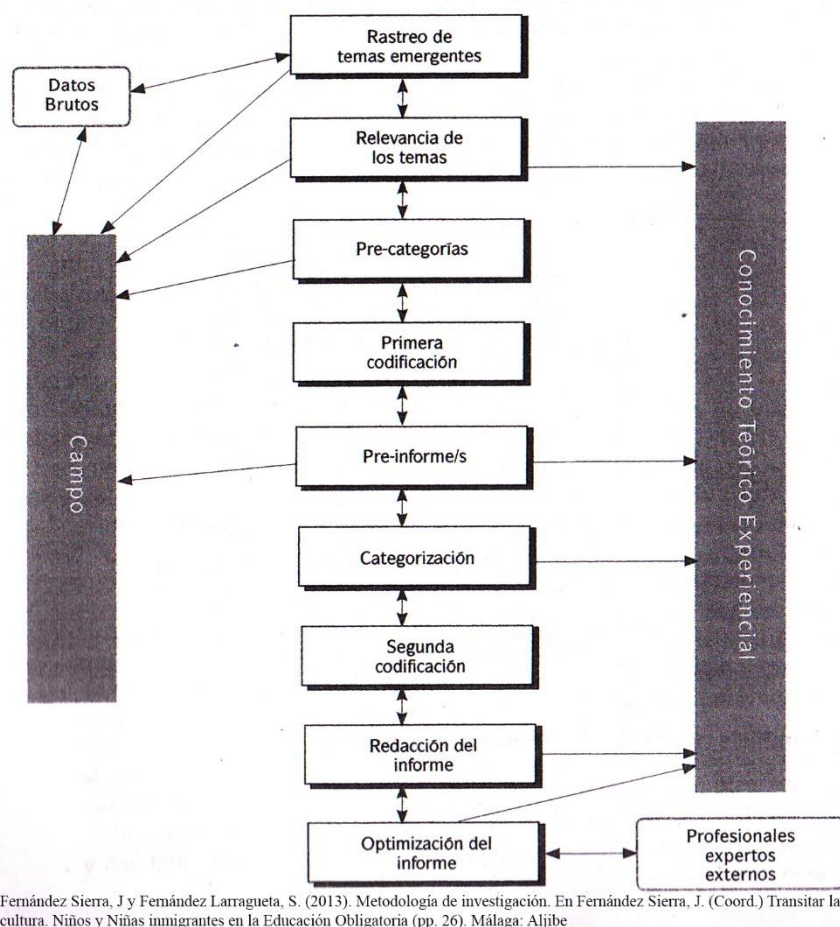 Rastreo de
temas emergentes
Datos
Brutos
Relevancia de
los temas
Pre-categorías
Primera
codificación
Pre-informe/s
Categorización
Segunda
codificación
Redacción del
informe
Optimización del
informe
Campo
Conocimiento Teórico Experiencial
Profesionales
expertos
externos
Fernández Sierra, J y Fernández Larragueta, S. (2013). Metodología de investigación. En Fernández Sierra, J. (Coord.) Transitar la
cultura. Niños y Niñas inmigrantes en la Educación Obligatoria (pp. 26). Málaga: Aljibe